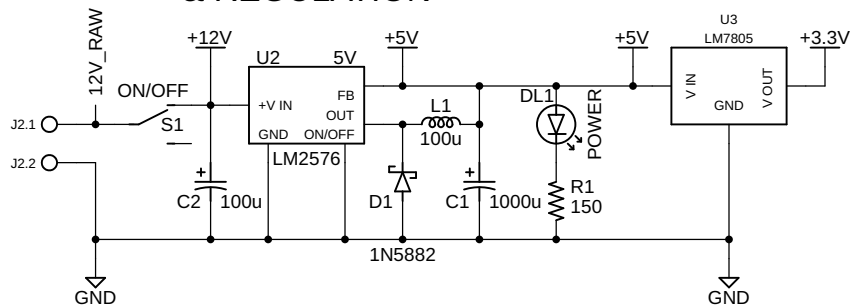 & REGULATION
12V_RAW
+12V
U2
5V
+5V
+5V
U3
LM7805
+3.3V
ON/OFF
+V IN
FB
OUT
GND
ON/OFF
LM2576
L1
100u
DL1
POWER
V IN
V OUT
GND
J2.1
S1
J2.2
+
C2
100u
D1
+
C1
1000u
R1
150
1N5882
GND
GND